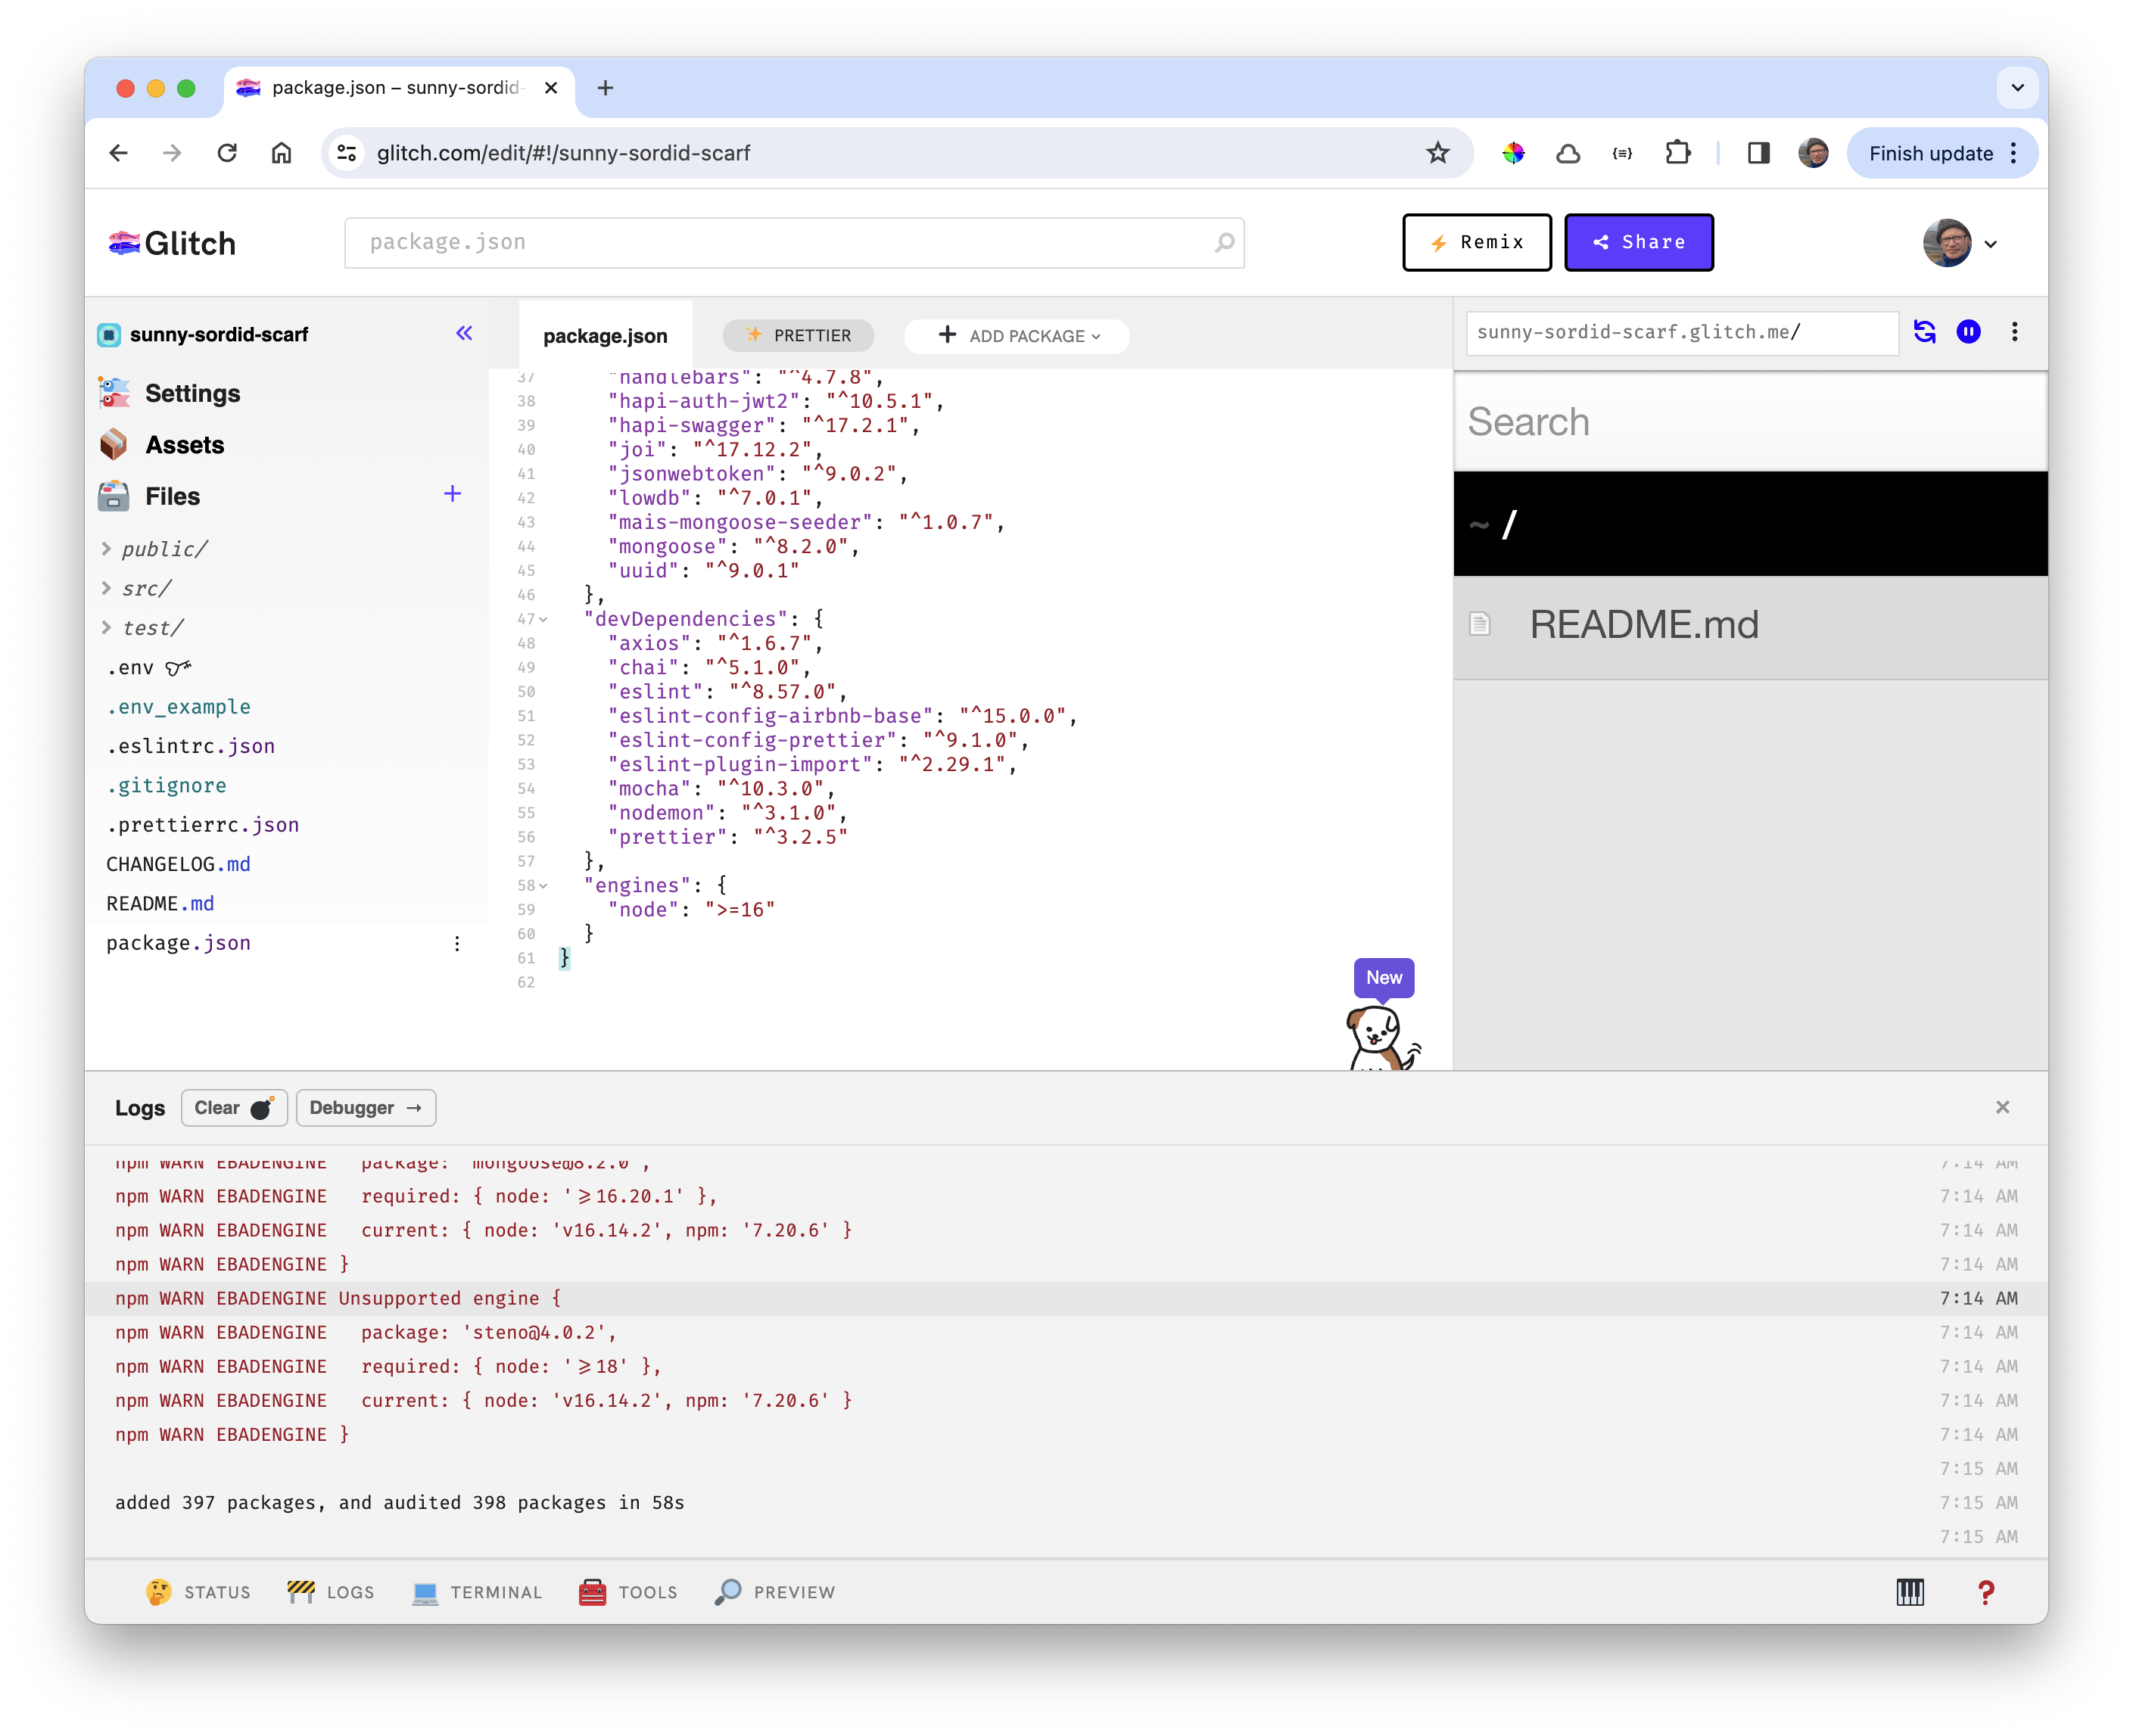 package.json – sunny-sordid-
glitch.com/edit/#!/sunny-sordid-scarf
Finish update
Glitch
package.json
Remix
Share
sunny-sordid-scarf
Settings
Assets
Files
public/
src/
test/
.env
.env_example
.eslintrc.json
.gitignore
.prettierrc.json
CHANGELOG.md
README.md
package.json
package.json
PRETTIER
ADD PACKAGE
37 "handlebars": "^4.7.8",
38 "hapi-auth-jwt2": "^10.5.1",
39 "hapi-swagger": "^17.2.1",
40 "joi": "^17.12.2",
41 "jsonwebtoken": "^9.0.2",
42 "lowdb": "^7.0.1",
43 "mais-mongoose-seeder": "^1.0.7",
44 "mongoose": "^8.2.0",
45 "uuid": "^9.0.1"
46 },
47 "devDependencies": {
48 "axios": "^1.6.7",
49 "chai": "^5.1.0",
50 "eslint": "^8.57.0",
51 "eslint-config-airbnb-base": "^15.0.0",
52 "eslint-config-prettier": "^9.1.0",
53 "eslint-plugin-import": "^2.29.1",
54 "mocha": "^10.3.0",
55 "nodemon": "^3.1.0",
56 "prettier": "^3.2.5"
57 },
58 "engines": {
59 "node": ">=16"
60 }
61 }
62
New
sunny-sordid-scarf.glitch.me/
Search
~ /
README.md
Logs
Clear
Debugger →
npm WARN EBADENGINE package: 'mongoose@8.2.0', 7:14 AM
npm WARN EBADENGINE required: { node: '>=16.20.1' }, 7:14 AM
npm WARN EBADENGINE current: { node: 'v16.14.2', npm: '7.20.6' } 7:14 AM
npm WARN EBADENGINE } 7:14 AM
npm WARN EBADENGINE Unsupported engine { 7:14 AM
npm WARN EBADENGINE package: 'steno@4.0.2', 7:14 AM
npm WARN EBADENGINE required: { node: '>=18' }, 7:14 AM
npm WARN EBADENGINE current: { node: 'v16.14.2', npm: '7.20.6' } 7:14 AM
npm WARN EBADENGINE } 7:14 AM
7:15 AM
added 397 packages, and audited 398 packages in 58s 7:15 AM
7:15 AM
STATUS
LOGS
TERMINAL
TOOLS
PREVIEW
?